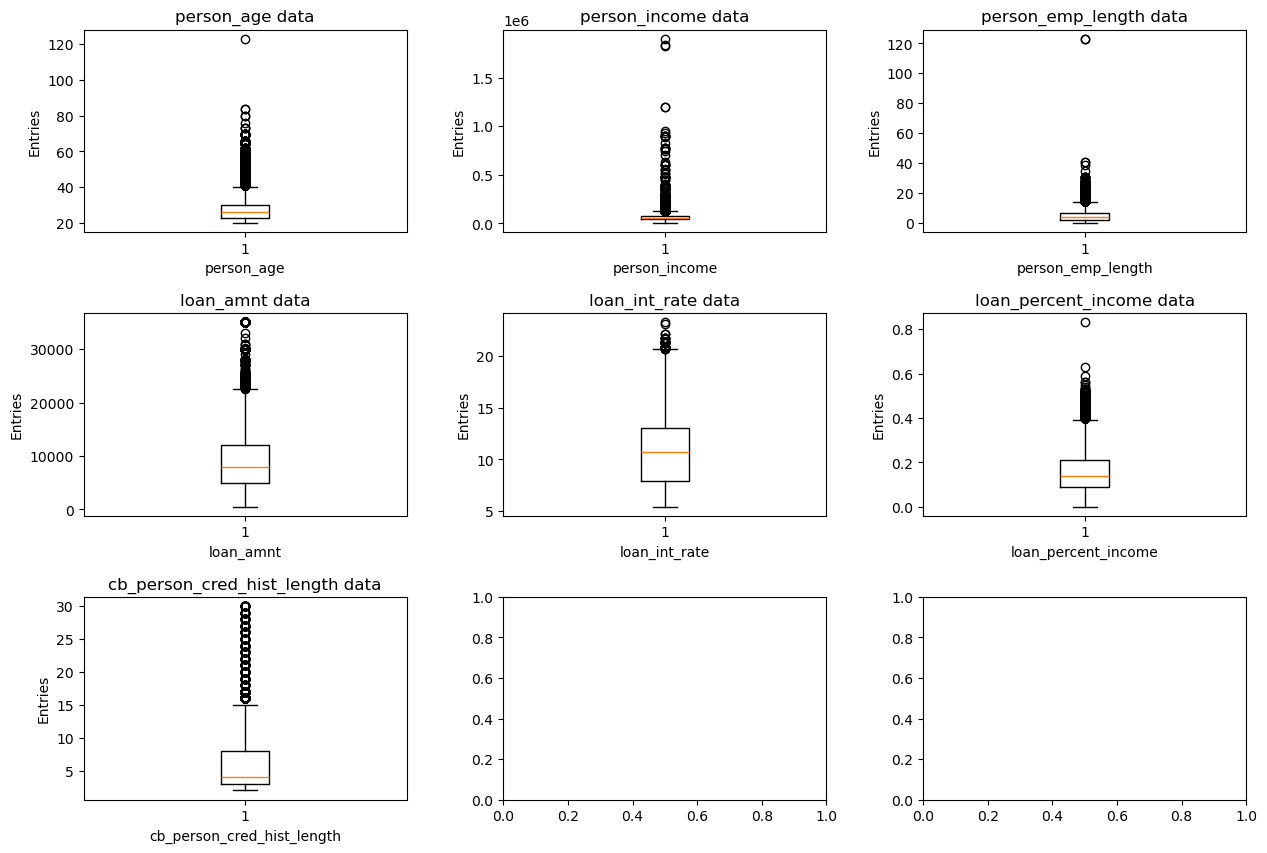 person_age data
120
100
80
60
40
20
Entries
1
person_age
person_income data
1e6
1.5
1.0
0.5
0.0
Entries
1
person_income
person_emp_length data
120
100
80
60
40
20
0
Entries
1
person_emp_length
loan_amnt data
30000
20000
10000
0
Entries
1
loan_amnt
loan_int_rate data
20
15
10
5
Entries
1
loan_int_rate
loan_percent_income data
0.8
0.6
0.4
0.2
0.0
Entries
1
loan_percent_income
cb_person_cred_hist_length data
30
25
20
15
10
5
Entries
1
cb_person_cred_hist_length
1.0
0.8
0.6
0.4
0.2
0.0
0.0 0.2 0.4 0.6 0.8 1.0
1.0
0.8
0.6
0.4
0.2
0.0
0.0 0.2 0.4 0.6 0.8 1.0